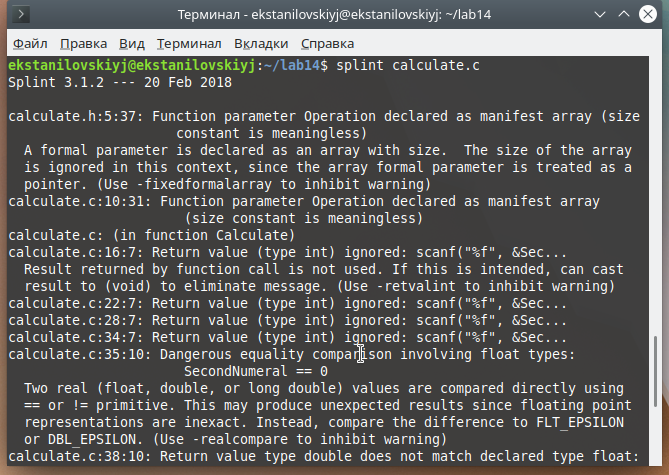 Терминал - ekstanilovskiyj@ekstanilovskiyj: ~/lab14
Файл Правка Вид Терминал Вкладки Справка
ekstanilovskiyj@ekstanilovskiyj:~/lab14$ splint calculate.c
Splint 3.1.2 --- 20 Feb 2018
calculate.h:5:37: Function parameter Operation declared as manifest array (size
constant is meaningless)
A formal parameter is declared as an array with size.  The size of the array
is ignored in this context, since the array formal parameter is treated as a
pointer. (Use -fixedformalarray to inhibit warning)
calculate.c:10:31: Function parameter Operation declared as manifest array
(size constant is meaningless)
calculate.c: (in function Calculate)
calculate.c:16:7: Return value (type int) ignored: scanf("%f", &Sec...
Result returned by function call is not used. If this is intended, can cast
result to (void) to eliminate message. (Use -retvalint to inhibit warning)
calculate.c:22:7: Return value (type int) ignored: scanf("%f", &Sec...
calculate.c:28:7: Return value (type int) ignored: scanf("%f", &Sec...
calculate.c:34:7: Return value (type int) ignored: scanf("%f", &Sec...
calculate.c:35:10: Dangerous equality comparison involving float types:
SecondNumeral == 0
Two real (float, double, or long double) values are compared directly using
== or != primitive. This may produce unexpected results since floating point
representations are inexact. Instead, compare the difference to FLT_EPSILON
or DBL_EPSILON. (Use -realcompare to inhibit warning)
calculate.c:38:10: Return value type double does not match declared type float: